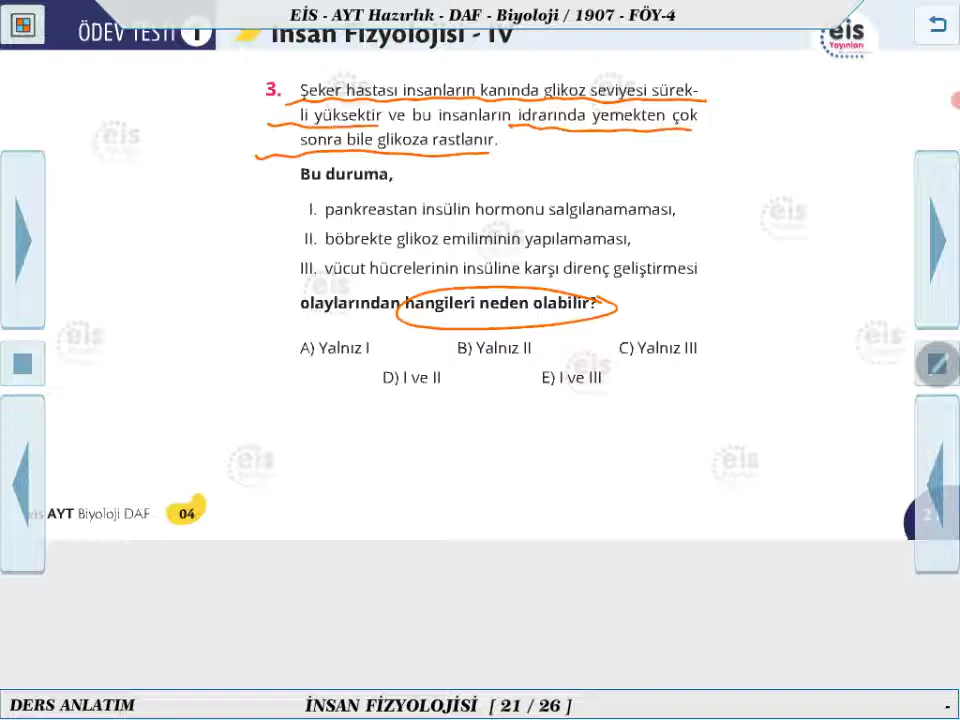 EİS - AYT Hazırlık - DAF - Biyoloji / 1907 - FÖY-4
ÖDEV TESTİ 1
İnsan Fizyolojisi - IV
eis
Yayınları
3. Şeker hastası insanların kanında glikoz seviyesi sürek-
li yüksektir ve bu insanların idrarında yemekten çok
sonra bile glikoza rastlanır.
Bu duruma,
I. pankreastan insülin hormonu salgılanamaması,
II. böbrekte glikoz emiliminin yapılamaması,
III. vücut hücrelerinin insüline karşı direnç geliştirmesi
olaylarından hangileri neden olabilir?
A) Yalnız I B) Yalnız II C) Yalnız III
D) I ve II E) I ve III
eis AYT Biyoloji DAF 04
DERS ANLATIM İNSAN FİZYOLOJİSİ [ 21 / 26 ] -